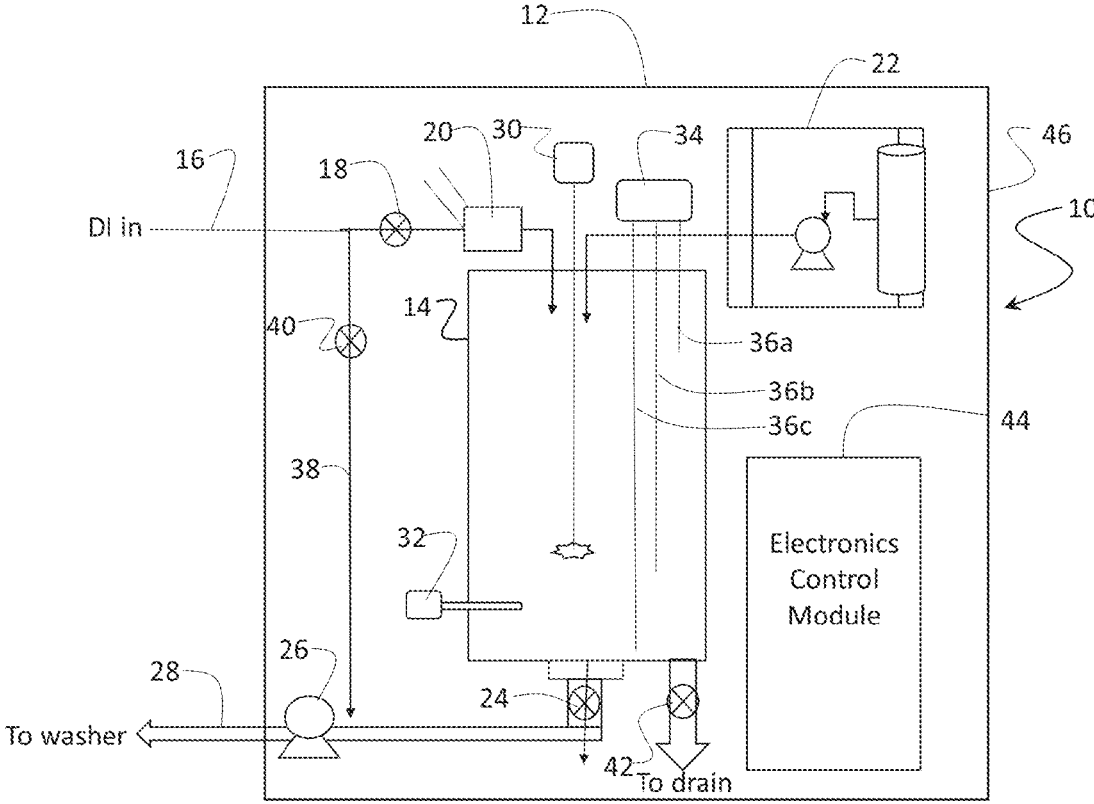 12
22
20
30
34
46
16
18
10
DI in
14
40
36a
36b
36c
44
38
Electronics
Control
Module
32
26
28
24
To washer
42
To drain